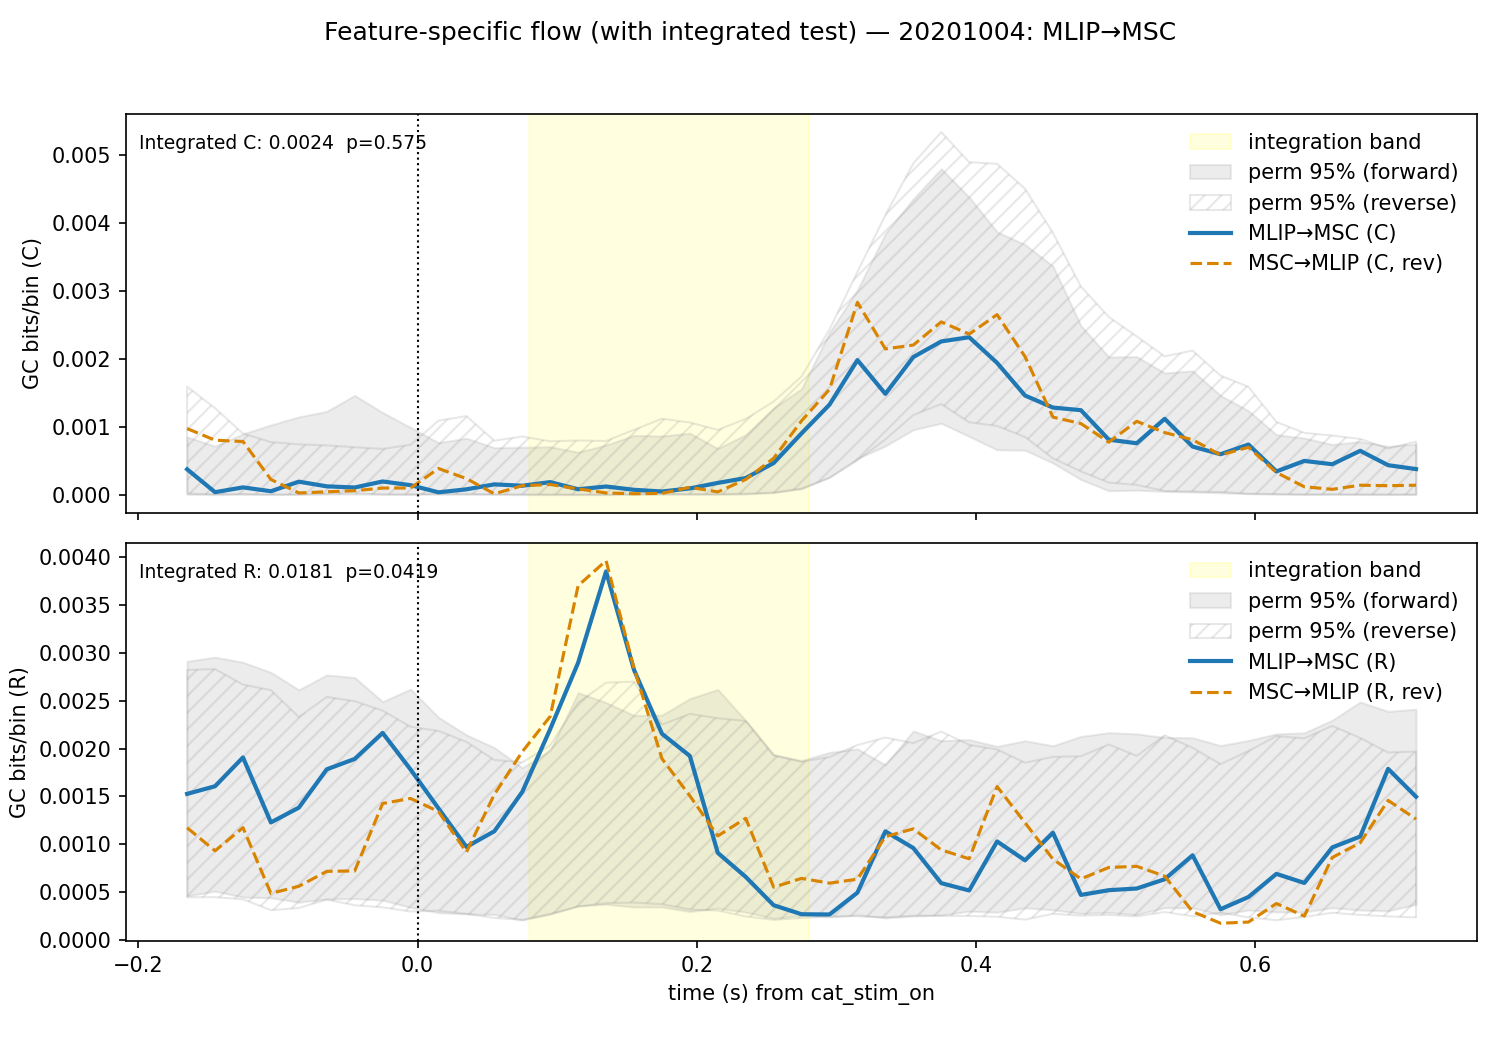 Feature-specific flow (with integrated test) — 20201004: MLIP→MSC
Integrated C: 0.0024  p=0.575
integration band
perm 95% (forward)
perm 95% (reverse)
MLIP→MSC (C)
MSC→MLIP (C, rev)
GC bits/bin (C)
0.005
0.004
0.003
0.002
0.001
0.000
Integrated R: 0.0181  p=0.0419
integration band
perm 95% (forward)
perm 95% (reverse)
MLIP→MSC (R)
MSC→MLIP (R, rev)
GC bits/bin (R)
0.0040
0.0035
0.0030
0.0025
0.0020
0.0015
0.0010
0.0005
0.0000
−0.2 0.0 0.2 0.4 0.6
time (s) from cat_stim_on